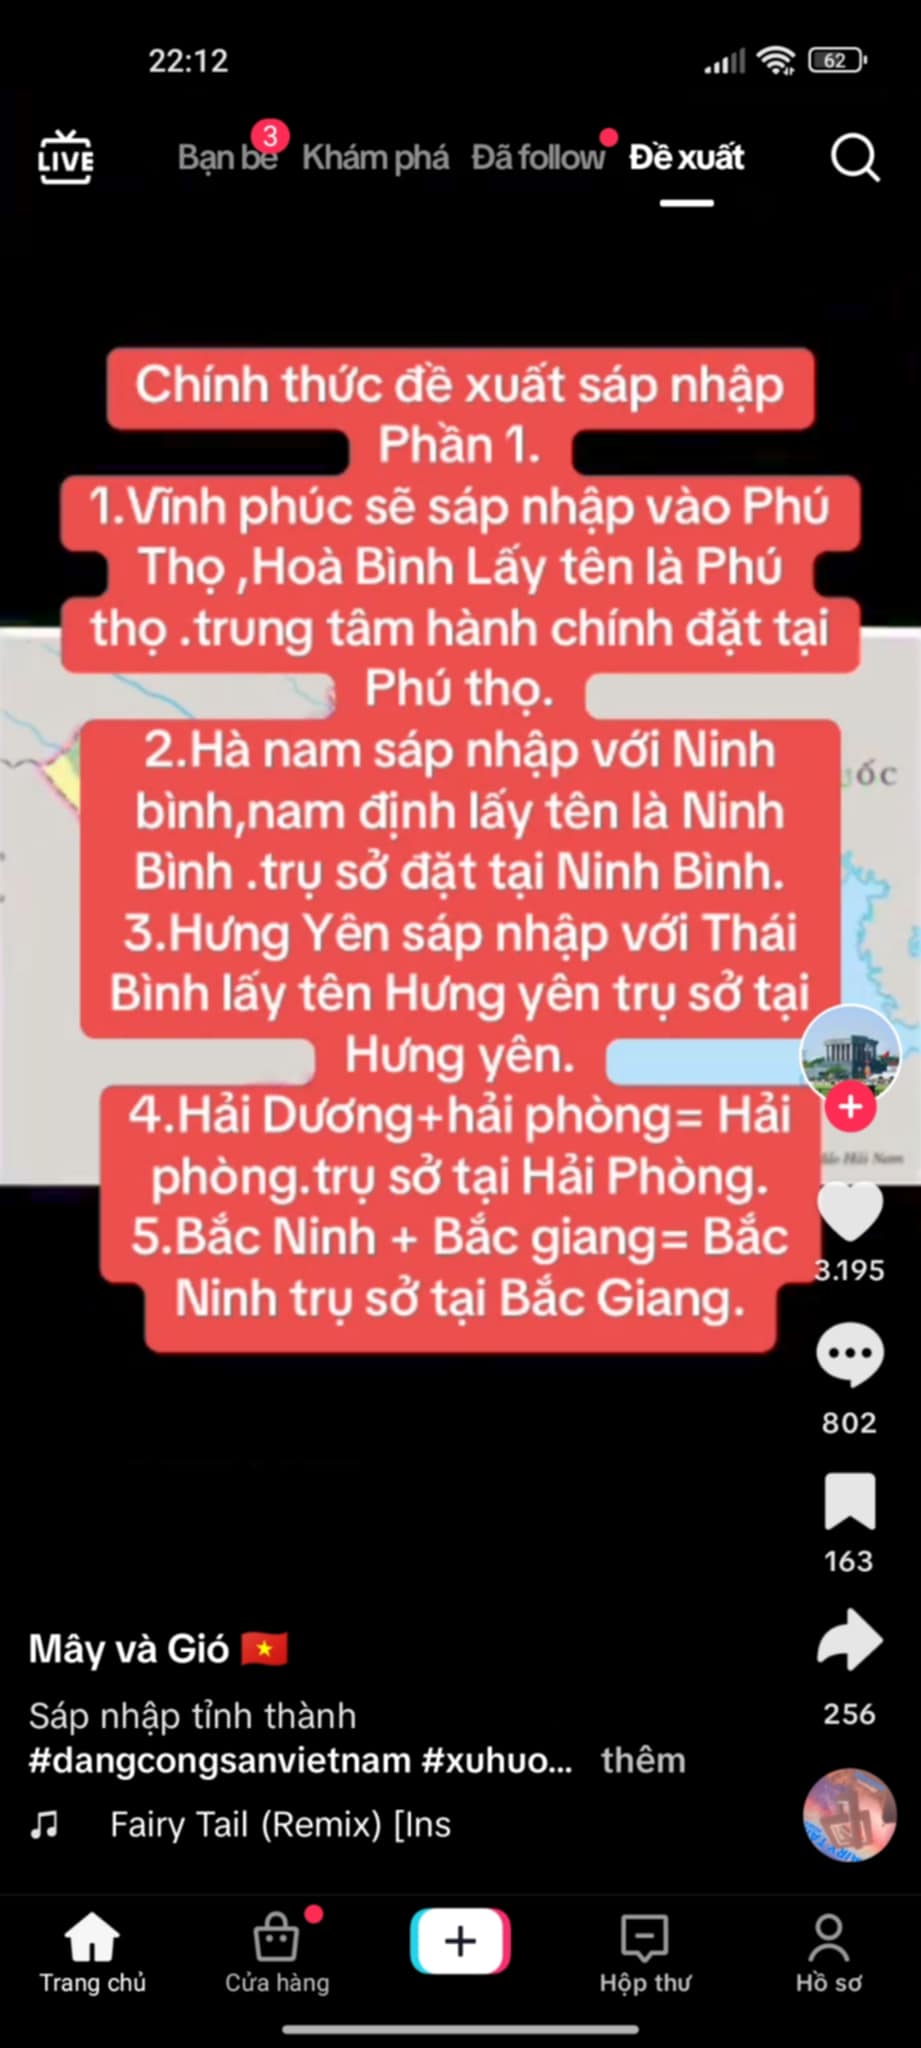 22:12
62
LIVE
Bạn bè
3
Khám phá
Đã follow
Đề xuất
Chính thức đề xuất sáp nhập
Phần 1.
1.Vĩnh phúc sẽ sáp nhập vào Phú
Thọ ,Hoà Bình Lấy tên là Phú
thọ .trung tâm hành chính đặt tại
Phú thọ.
2.Hà nam sáp nhập với Ninh
bình,nam định lấy tên là Ninh
Bình .trụ sở đặt tại Ninh Bình.
3.Hưng Yên sáp nhập với Thái
Bình lấy tên Hưng yên trụ sở tại
Hưng yên.
4.Hải Dương+hải phòng= Hải
phòng.trụ sở tại Hải Phòng.
5.Bắc Ninh + Bắc giang= Bắc
Ninh trụ sở tại Bắc Giang.
ốc
Hải Nam
3.195
802
163
256
Mây và Gió
Sáp nhập tỉnh thành
#dangcongsanvietnam #xuhuo... thêm
Fairy Tail (Remix) [Ins
Trang chủ
Cửa hàng
Hộp thư
Hồ sơ